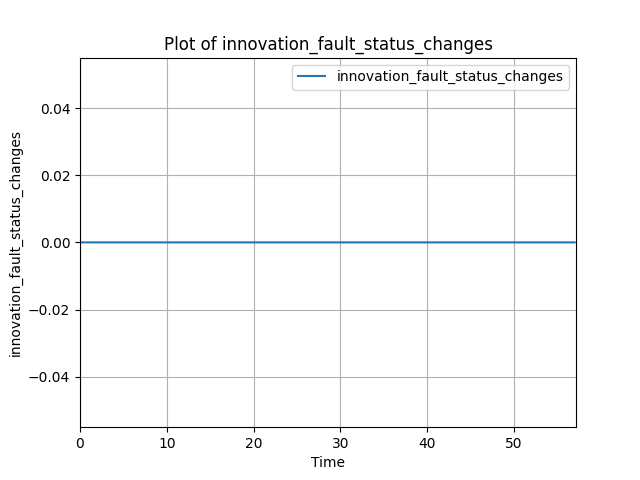 Plot of innovation_fault_status_changes
innovation_fault_status_changes
innovation_fault_status_changes
0.04
0.02
0.00
−0.02
−0.04
0 10 20 30 40 50
Time